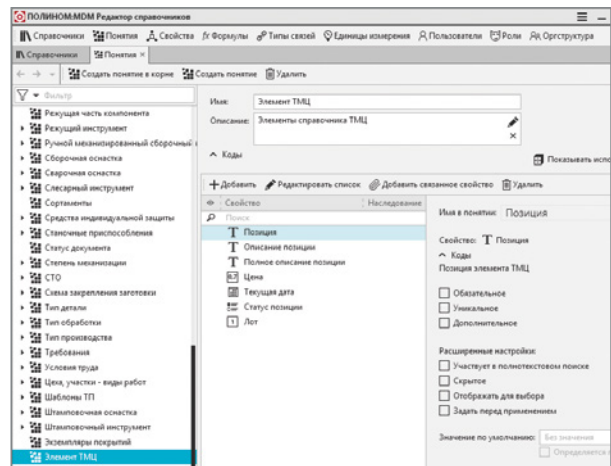 ПОЛИНОМ:MDM Редактор справочников
Справочники Понятия Свойства fx Формулы Типы связей Единицы измерения Пользователи Роли Оргструктура
Справочники Понятия ×
Создать понятие в корне Создать понятие Удалить
Фильтр
Режущая часть компонента
Режущий инструмент
Ручной механизированный сборочный
Сборочная оснастка
Сварочная оснастка
Слесарный инструмент
Сортаменты
Средства индивидуальной защиты
Станочные приспособления
Статус документа
Степень механизации
СТО
Схема закрепления заготовки
Тип детали
Тип обработки
Тип производства
Требования
Условия труда
Цеха, участки - виды работ
Шаблоны ТП
Штамповочная оснастка
Штамповочный инструмент
Экземпляры покрытий
Элемент ТМЦ
Имя: Элемент ТМЦ
Описание: Элементы справочника ТМЦ
Коды
Показывать испо
Добавить Редактировать список Добавить связанное свойство Удалить
Свойство Наследование
Поиск
T Позиция
T Описание позиции
T Полное описание позиции
0.7 Цена
Текущая дата
Статус позиции
1 Лот
Имя в понятии: Позиция
Свойство: T Позиция
Коды
Позиция элемента ТМЦ
Обязательное
Уникальное
Дополнительное
Расширенные настройки:
Участвует в полнотекстовом поиске
Скрытое
Отображать для выбора
Задать перед применением
Значение по умолчанию: Без значения
Определяется